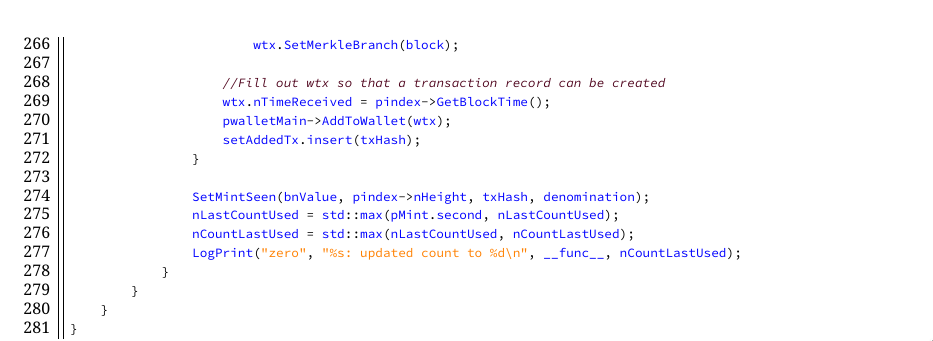 266                         wtx.SetMerkleBranch(block);
267
268                     //Fill out wtx so that a transaction record can be created
269                     wtx.nTimeReceived = pindex->GetBlockTime();
270                     pwalletMain->AddToWallet(wtx);
271                     setAddedTx.insert(txHash);
272                 }
273
274                 SetMintSeen(bnValue, pindex->nHeight, txHash, denomination);
275                 nLastCountUsed = std::max(pMint.second, nLastCountUsed);
276                 nCountLastUsed = std::max(nLastCountUsed, nCountLastUsed);
277                 LogPrint("zero", "%s: updated count to %d\n", __func__, nCountLastUsed);
278             }
279         }
280     }
281 }